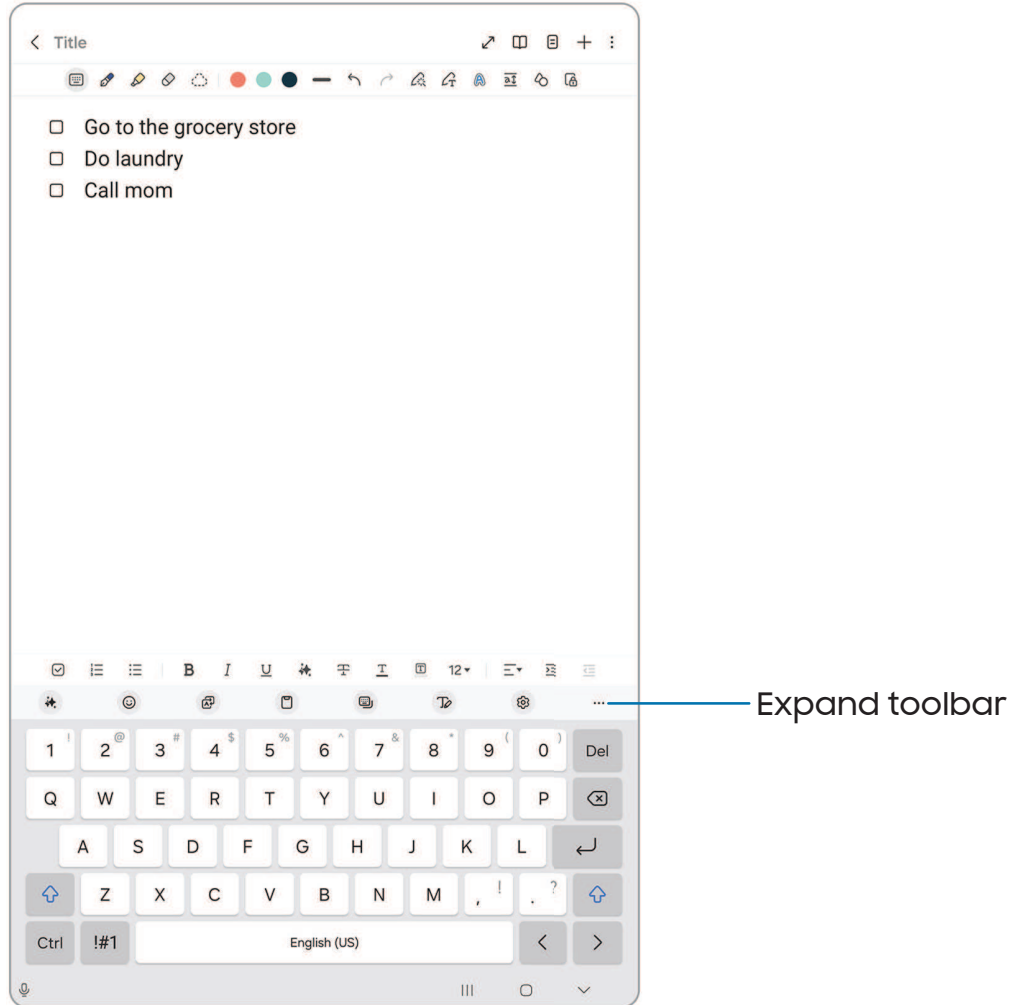 Title
Go to the grocery store
Do laundry
Call mom
B I U T T T 12
Expand toolbar
1 ! 2 @ 3 # 4 $ 5 % 6 ^ 7 & 8 * 9 ( 0 ) Del
Q W E R T Y U I O P
A S D F G H J K L
Z X C V B N M , ! . ?
Ctrl !#1 English (US) < >